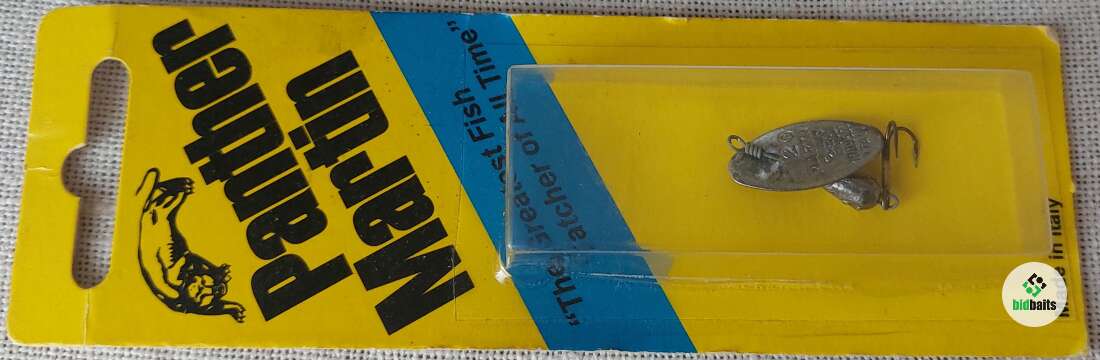 Panther
Martin
"The Greatest Fish
Catcher of All Time"
Made in Italy
bidbaits